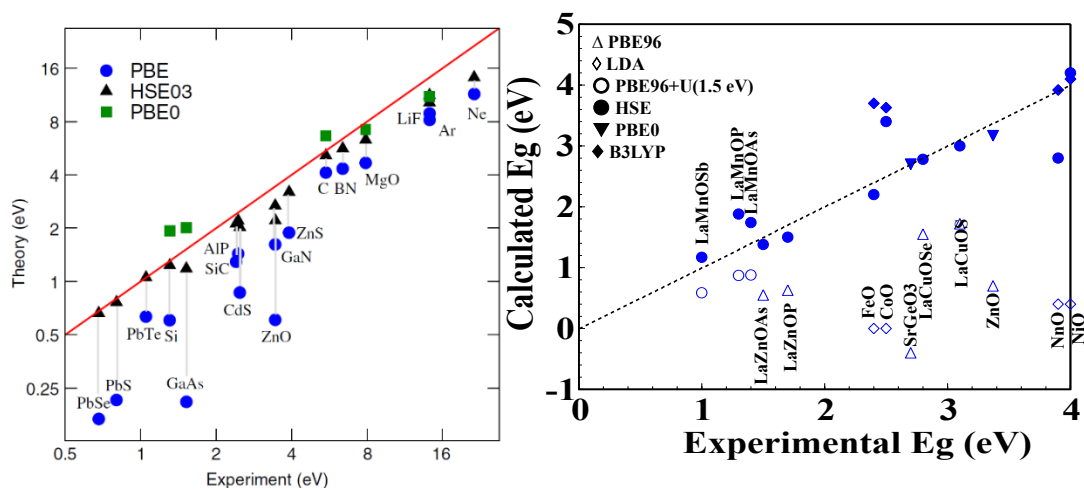 16
8
4
2
1
0.5
0.25
Theory (eV)
PBE
HSE03
PBE0
PbSe
PbS
PbTe
Si
GaAs
AlP
SiC
CdS
ZnO
GaN
ZnS
C
BN
MgO
LiF
Ar
Ne
0.5
1
2
4
8
16
Experiment (eV)
5
4
3
2
1
0
-1
Calculated Eg (eV)
PBE96
LDA
PBE96+U(1.5 eV)
HSE
PBE0
B3LYP
LaMnOSb
LaMnOP
LaMnOAs
LaZnOAs
LaZnOP
FeO
CoO
SrGeO3
LaCuOSe
LaCuOS
ZnO
NnO
NiO
0
1
2
3
4
Experimental Eg (eV)